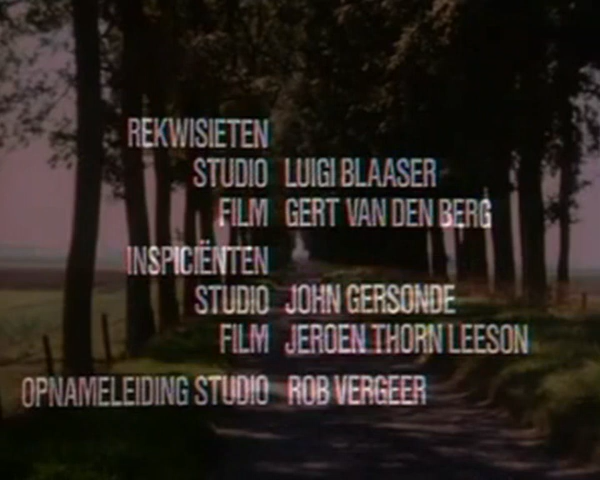 REKWISIETEN
STUDIO LUIGI BLAASER
FILM GERT VAN DEN BERG
INSPICIËNTEN
STUDIO JOHN GERSONDE
FILM JEROEN THORN LEESON
OPNAMELEIDING STUDIO ROB VERGEER